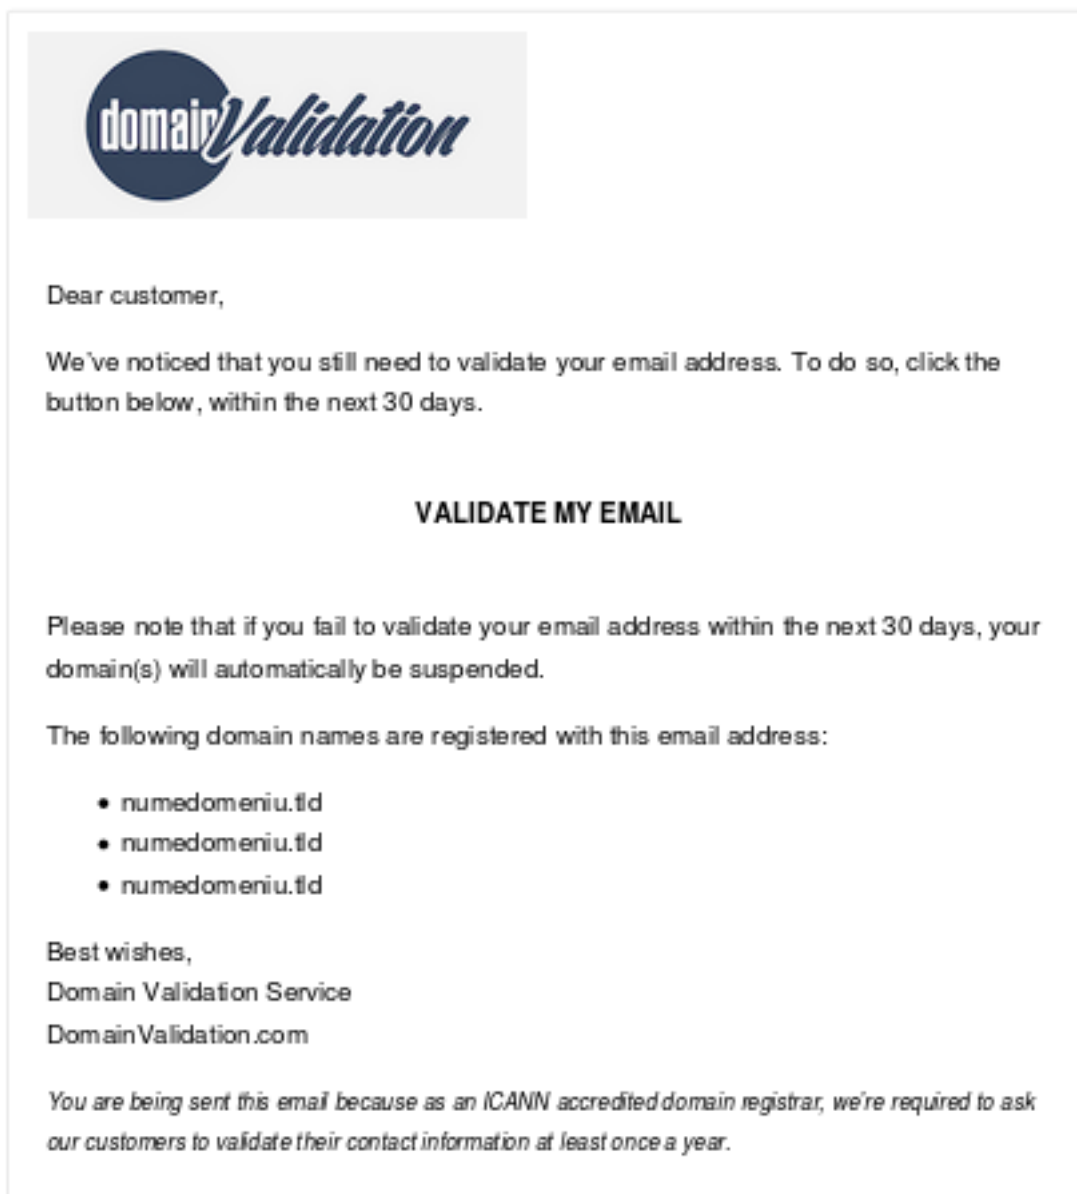 domainValidation
Dear customer,
We've noticed that you still need to validate your email address. To do so, click the
button below, within the next 30 days.
VALIDATE MY EMAIL
Please note that if you fail to validate your email address within the next 30 days, your
domain(s) will automatically be suspended.
The following domain names are registered with this email address:
• numedomeniu.tld
• numedomeniu.tld
• numedomeniu.tld
Best wishes,
Domain Validation Service
DomainValidation.com
You are being sent this email because as an ICANN accredited domain registrar, we're required to ask
our customers to validate their contact information at least once a year.